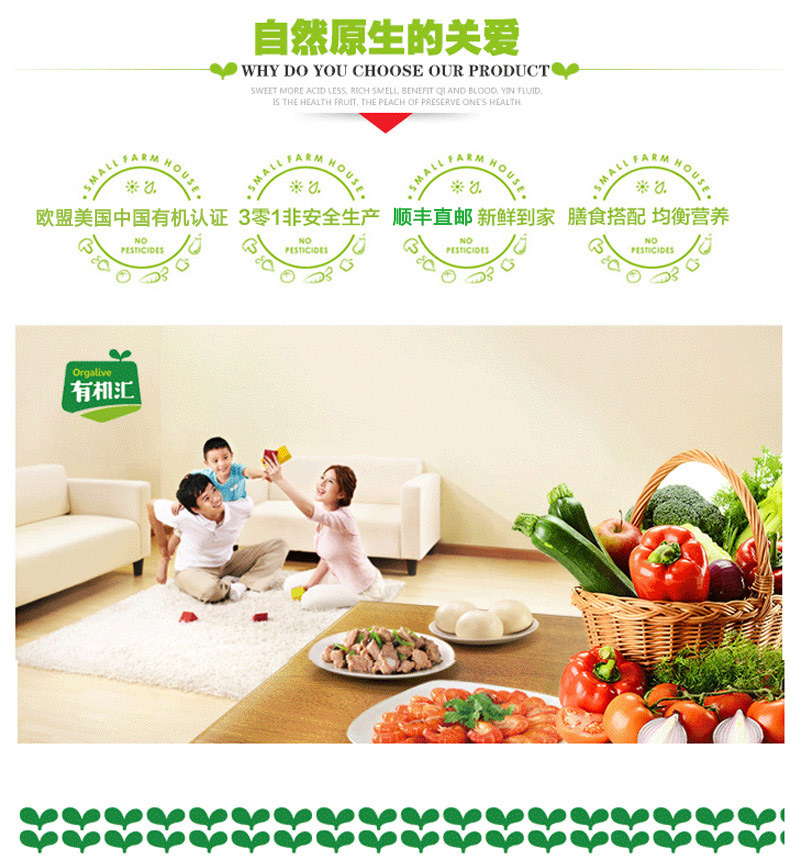 自然原生的关爱
WHY DO YOU CHOOSE OUR PRODUCT
SWEET MORE ACID LESS, RICH SMELL, BENEFIT QI AND BLOOD, YIN FLUID,
IS THE HEALTH FRUIT, THE PEACH OF PRESERVE ONE'S HEALTH.
SMALL FARM HOUSE
欧盟美国中国有机认证
NO
PESTICIDES
SMALL FARM HOUSE
3零1非安全生产
NO
PESTICIDES
SMALL FARM HOUSE
顺丰直邮 新鲜到家
NO
PESTICIDES
SMALL FARM HOUSE
膳食搭配 均衡营养
NO
PESTICIDES
Orgalive
有机汇